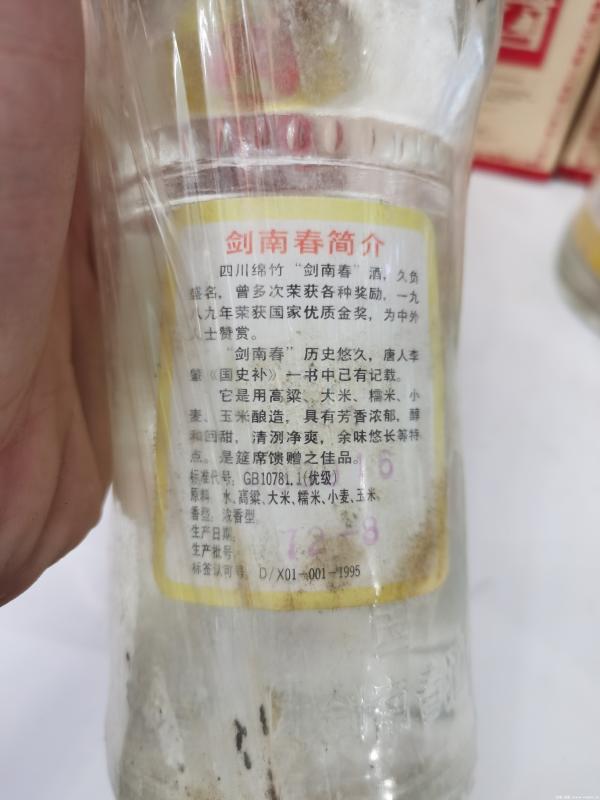 剑南春简介
四川绵竹“剑南春”酒，久负
盛名，曾多次荣获各种奖励，一九
八九年荣获国家优质金奖，为中外
人士赞赏。
“剑南春”历史悠久，唐人李
肇《国史补》一书中已有记载。
它是用高粱、大米、糯米、小
麦、玉米酿造，具有芳香浓郁，醇
和回甜，清洌净爽，余味悠长等特
点。是筵席馈赠之佳品。
标准代号：GB10781.1(优级)
原料：水、高粱、大米、糯米、小麦、玉米
香型：浓香型
生产日期：
生产批号：
标签认可号：D/X01-001-1995
16
-8